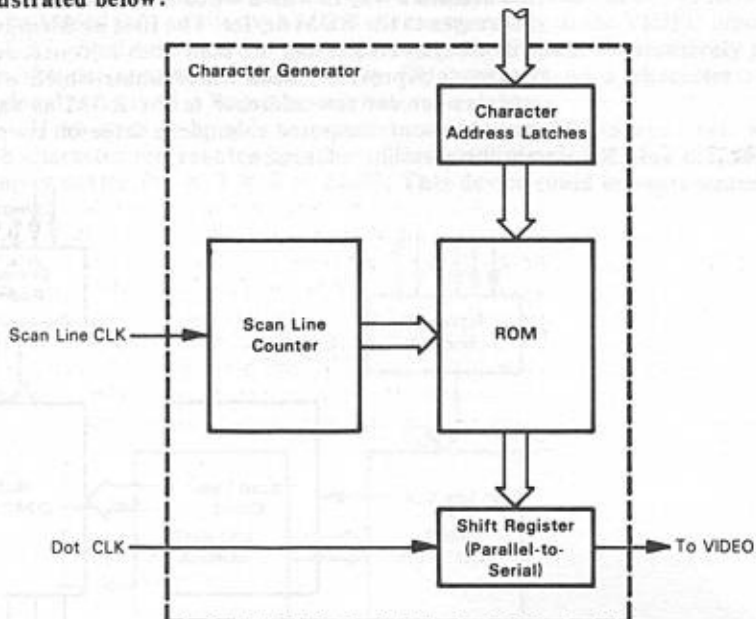 ustrated below.
Character Generator
Character
Address Latches
Scan Line CLK
Scan Line
Counter
ROM
Dot CLK
Shift Register
(Parallel-to-
Serial)
To VIDEO